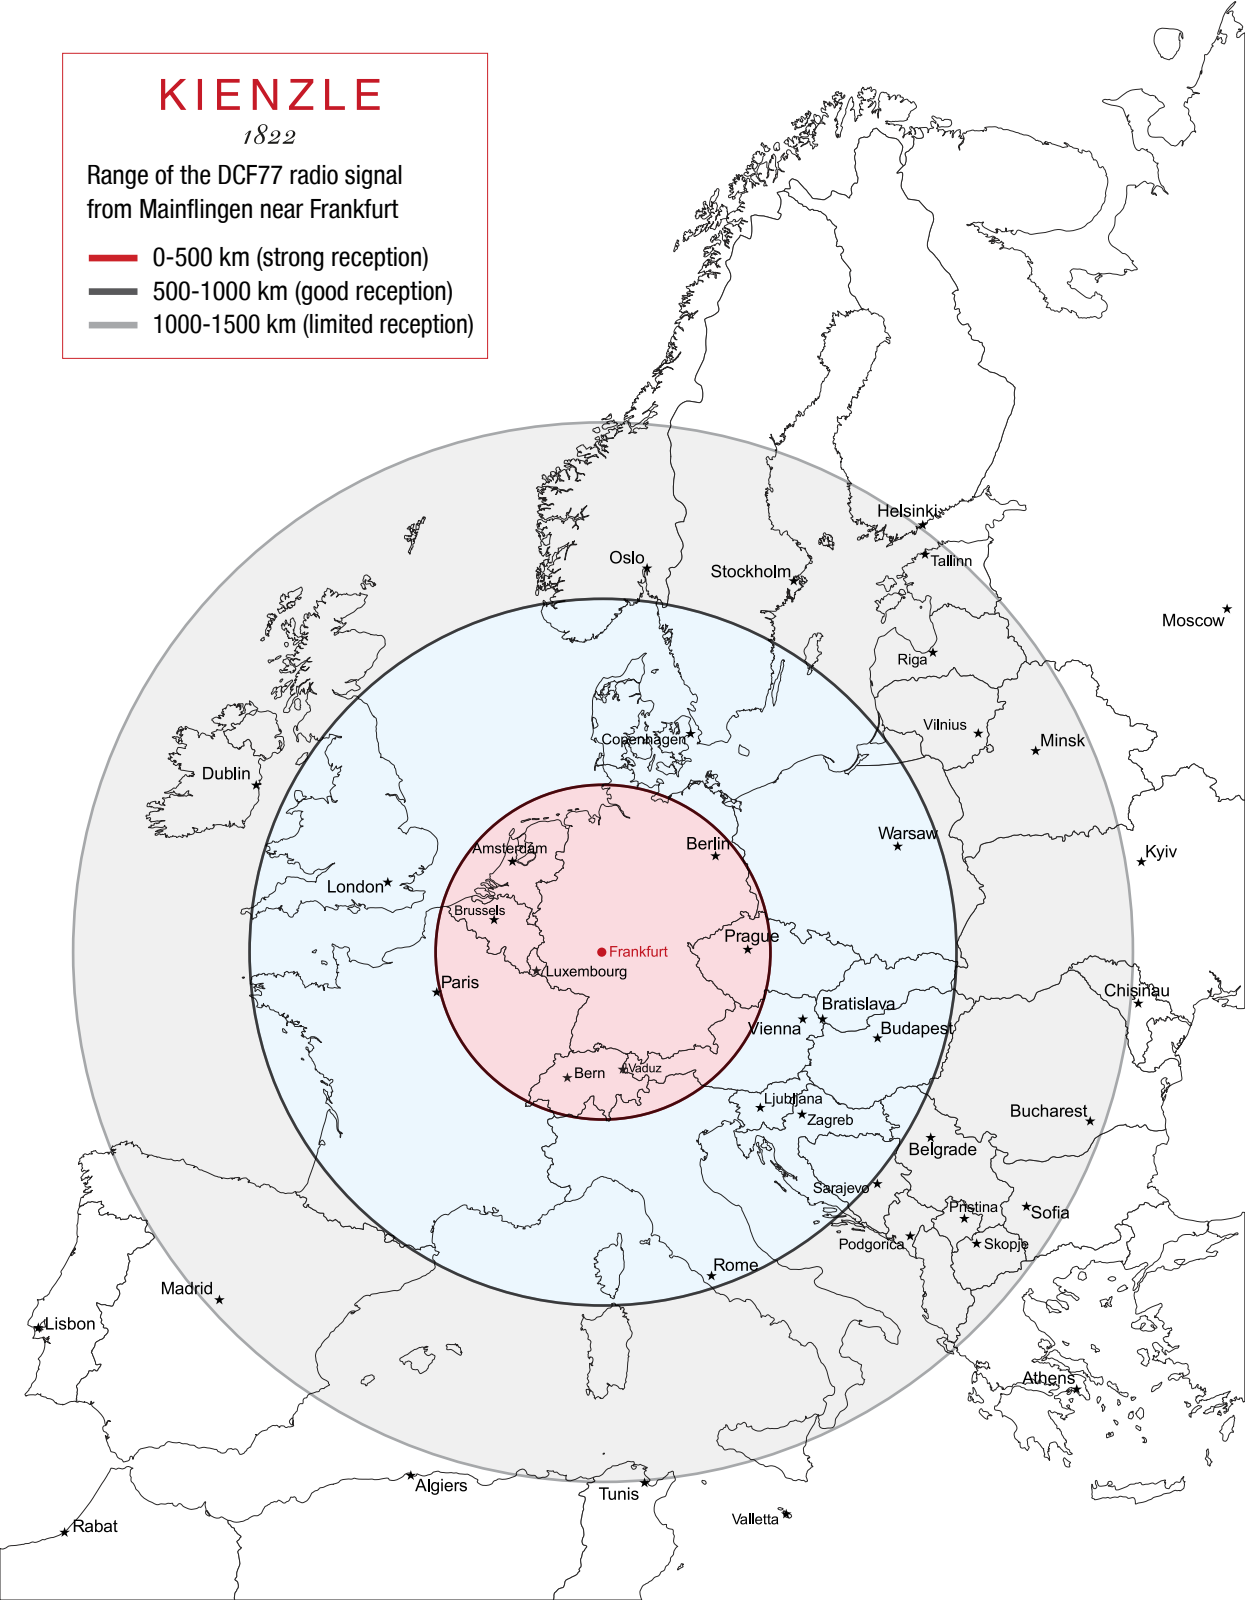 KIENZLE
1822
Range of the DCF77 radio signal
from Mainflingen near Frankfurt
0-500 km (strong reception)
500-1000 km (good reception)
1000-1500 km (limited reception)
Helsinki
Oslo
Tallinn
Stockholm
Moscow
Riga
Vilnius
Copenhagen
Minsk
Dublin
Warsaw
Berlin
Amsterdam
Kyiv
London
Brussels
Prague
Frankfurt
Luxembourg
Paris
Chișinau
Bratislava
Vienna
Budapest
Vaduz
Bern
Ljubljana
Bucharest
Zagreb
Belgrade
Sarajevo
Pristina
Sofia
Podgorica
Skopje
Rome
Madrid
Lisbon
Athens
Algiers
Tunis
Valletta
Rabat